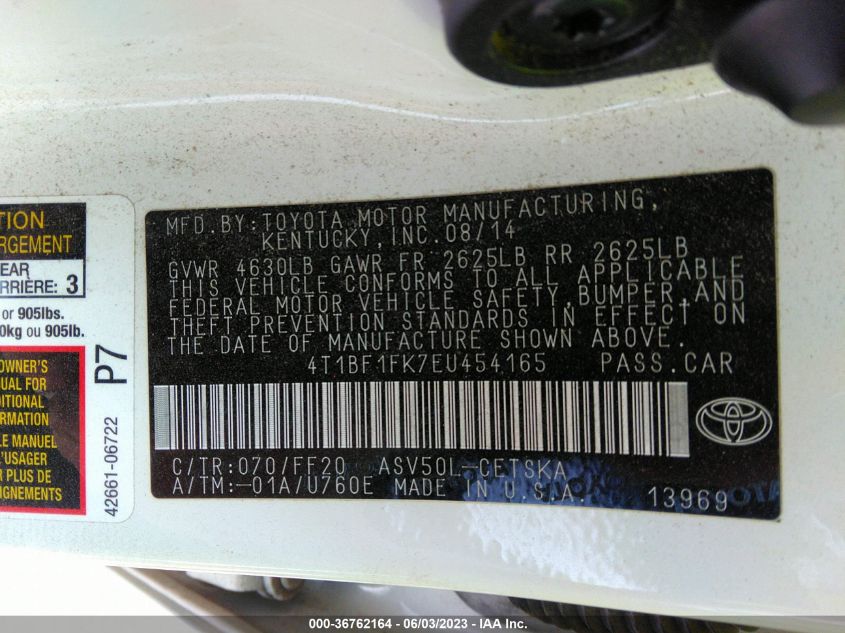 TION
RGEMENT
EAR
RRIÈRE: 3
or 905lbs.
0kg ou 905lb.
OWNER'S
UAL FOR
DITIONAL
RMATION
LE MANUEL
L'USAGER
R PLUS DE
IGNEMENTS
P7
42661-06722
MFD. BY: TOYOTA MOTOR MANUFACTURING,
KENTUCKY, INC. 08/14
GVWR 4630LB GAWR FR 2625LB RR 2625LB
THIS VEHICLE CONFORMS TO ALL APPLICABLE
FEDERAL MOTOR VEHICLE SAFETY, BUMPER, AND
THEFT PREVENTION STANDARDS IN EFFECT ON
THE DATE OF MANUFACTURE SHOWN ABOVE.
4T1BF1FK7EU454165 PASS. CAR
C/TR: 070/FF20 ASV50L-CETSKA
A/TM: -01A/U760E MADE IN U.S.A. 13969
000-36762164 - 06/03/2023 - IAA Inc.